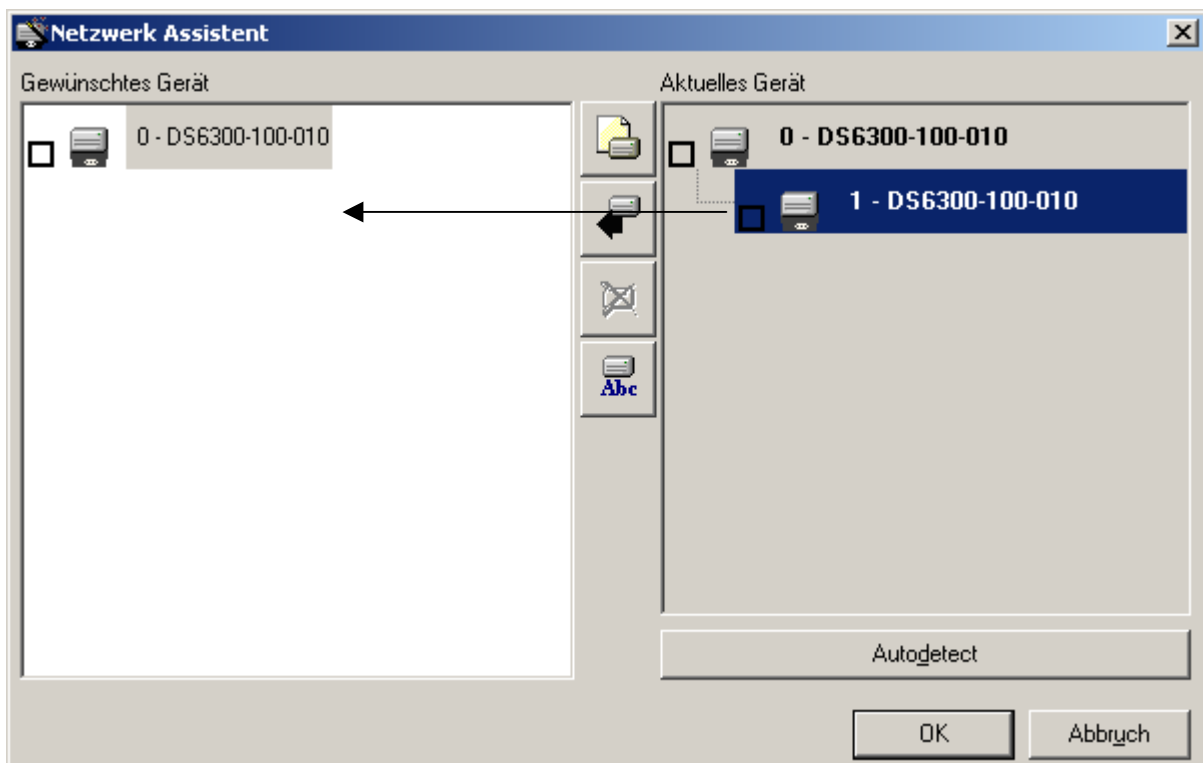 Netzwerk Assistent
Gewünschtes Gerät
Aktuelles Gerät
0 - DS6300-100-010
0 - DS6300-100-010
1 - DS6300-100-010
Abc
Autodetect
OK
Abbruch